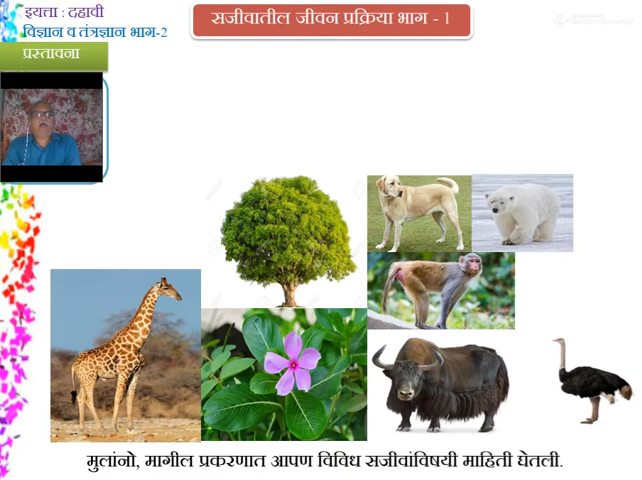 इयत्ता : दहावी
विज्ञान व तंत्रज्ञान भाग-2
सजीवातील जीवन प्रक्रिया भाग - 1
प्रस्तावना
मुलांनो, मागील प्रकरणात आपण विविध सजीवांविषयी माहिती घेतली.